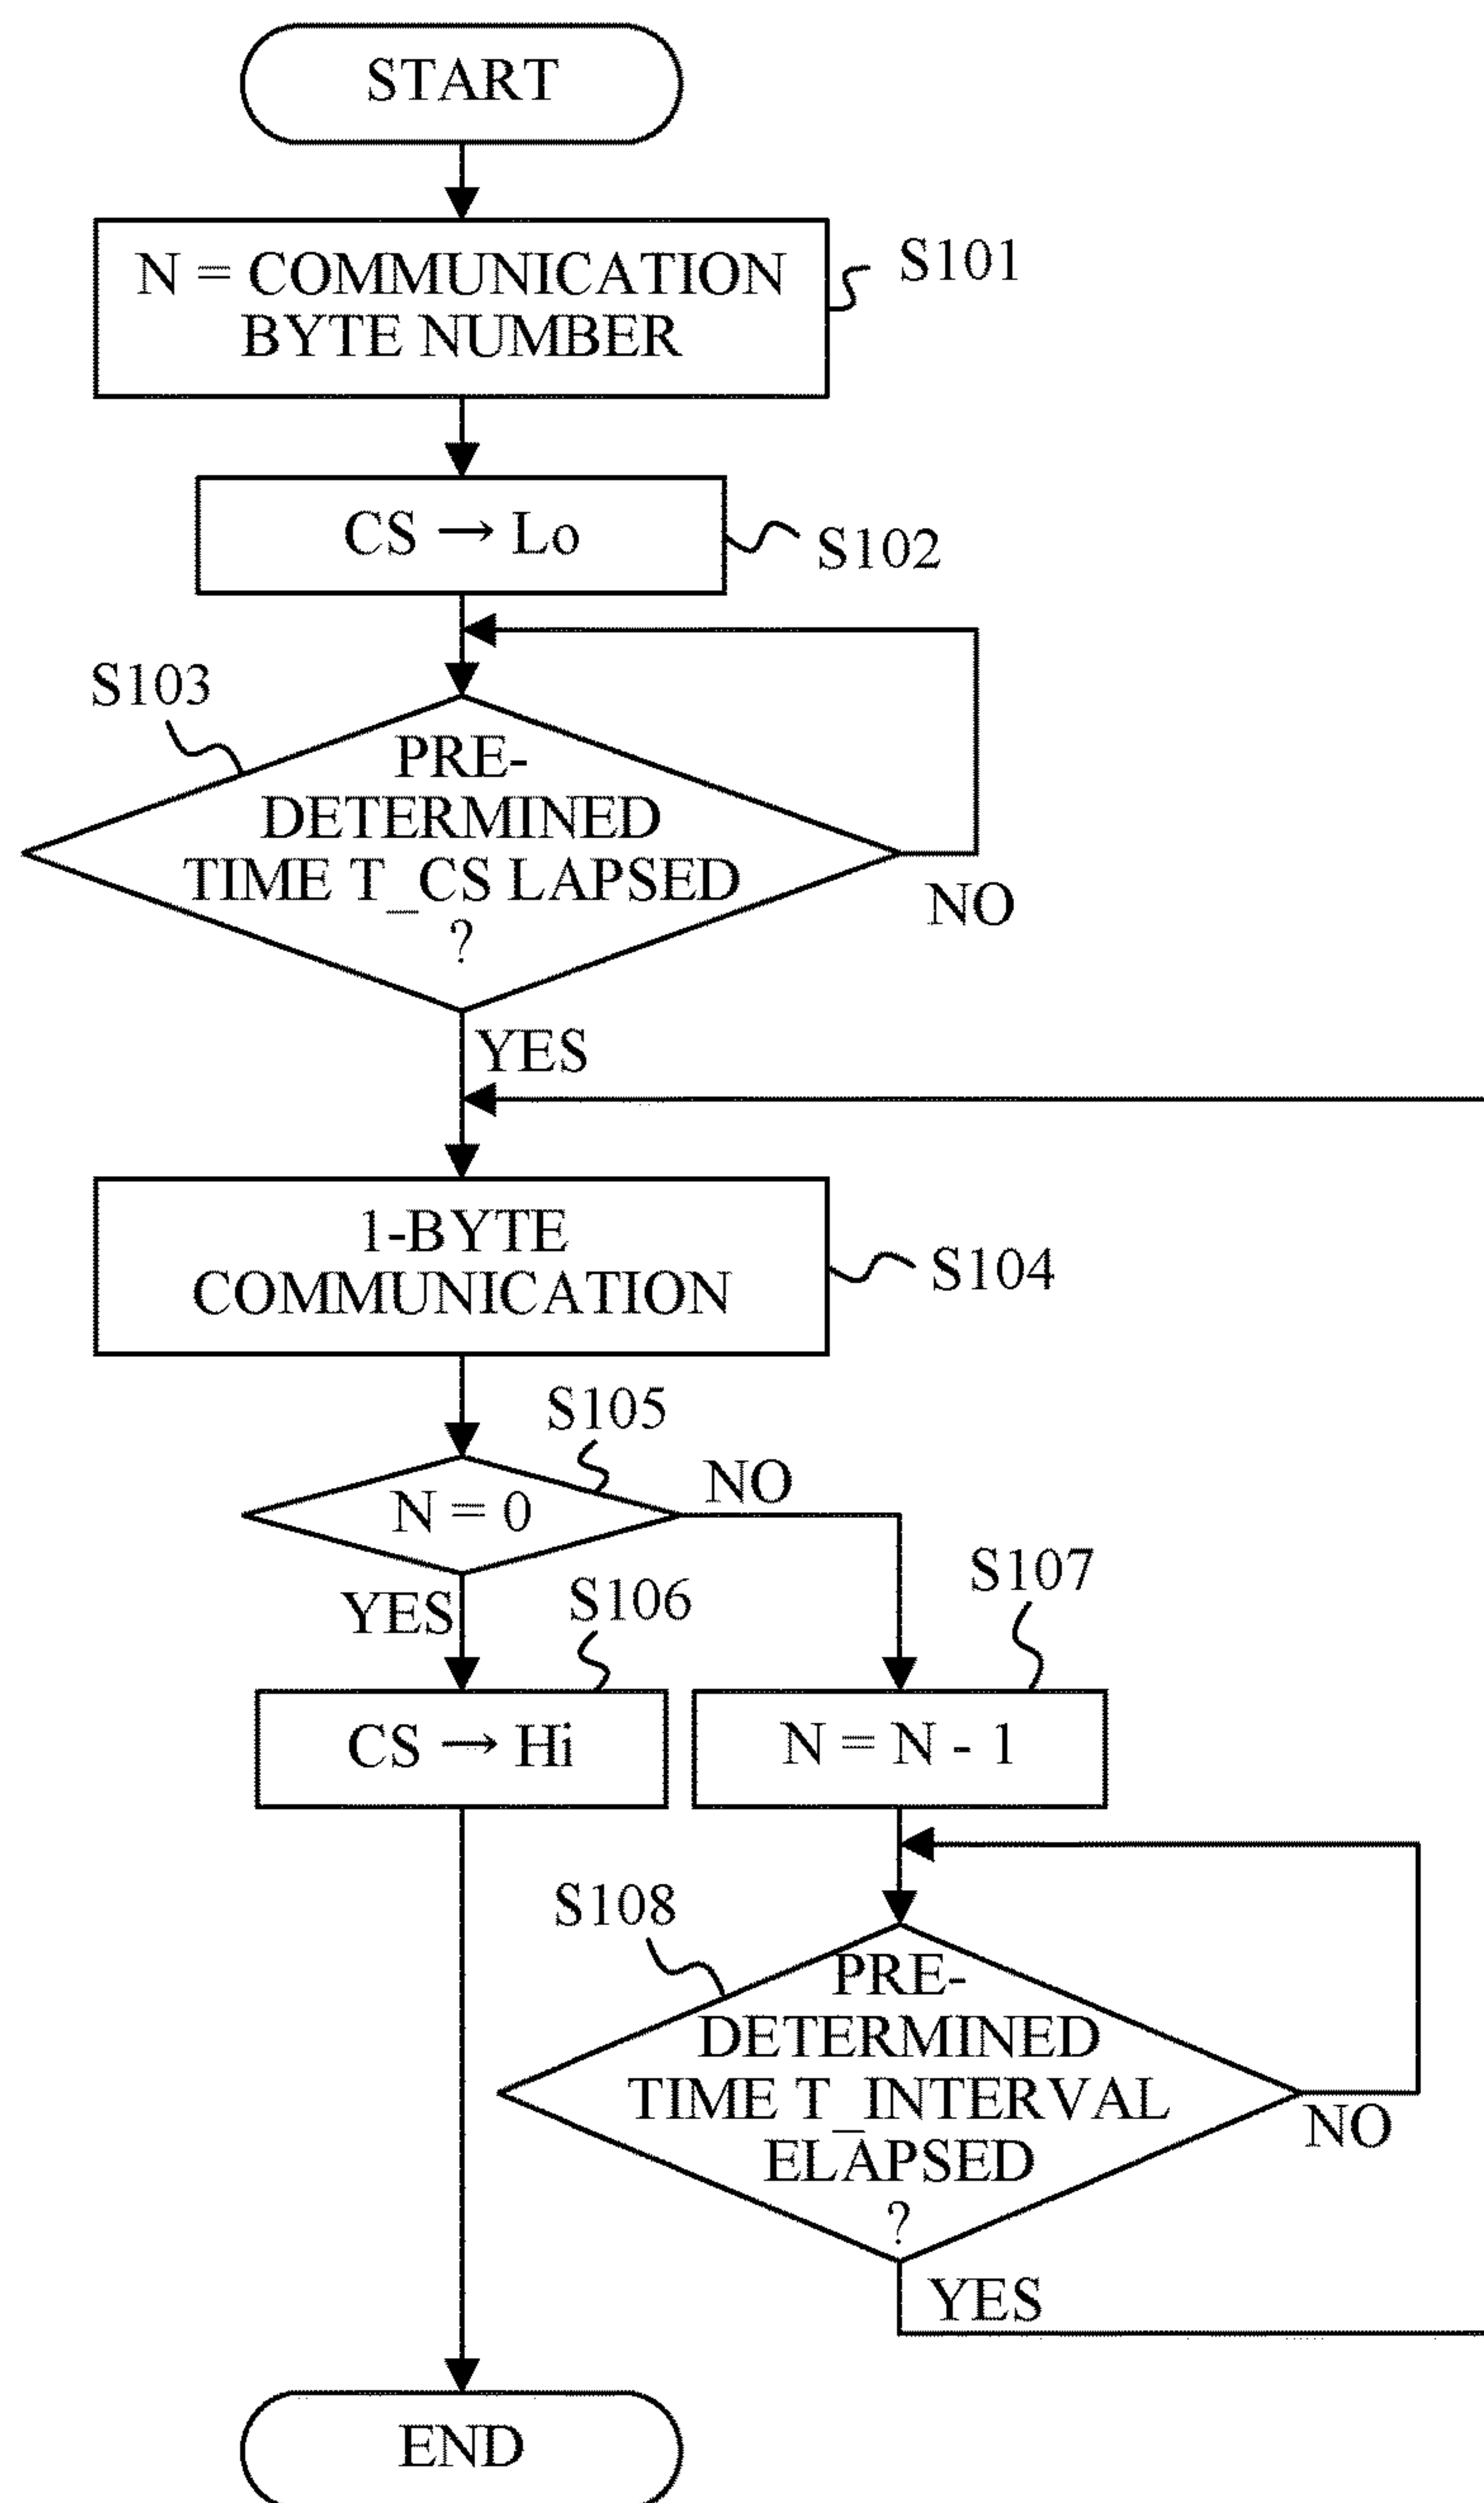 START
N = COMMUNICATION
BYTE NUMBER
S101
CS → Lo
S102
S103
PRE-
DETERMINED
TIME T_CS LAPSED
?
NO
YES
1-BYTE
COMMUNICATION
S104
S105
N = 0
NO
YES
S106
S107
CS → Hi
N = N - 1
S108
PRE-
DETERMINED
TIME T_INTERVAL
ELAPSED
?
NO
YES
END